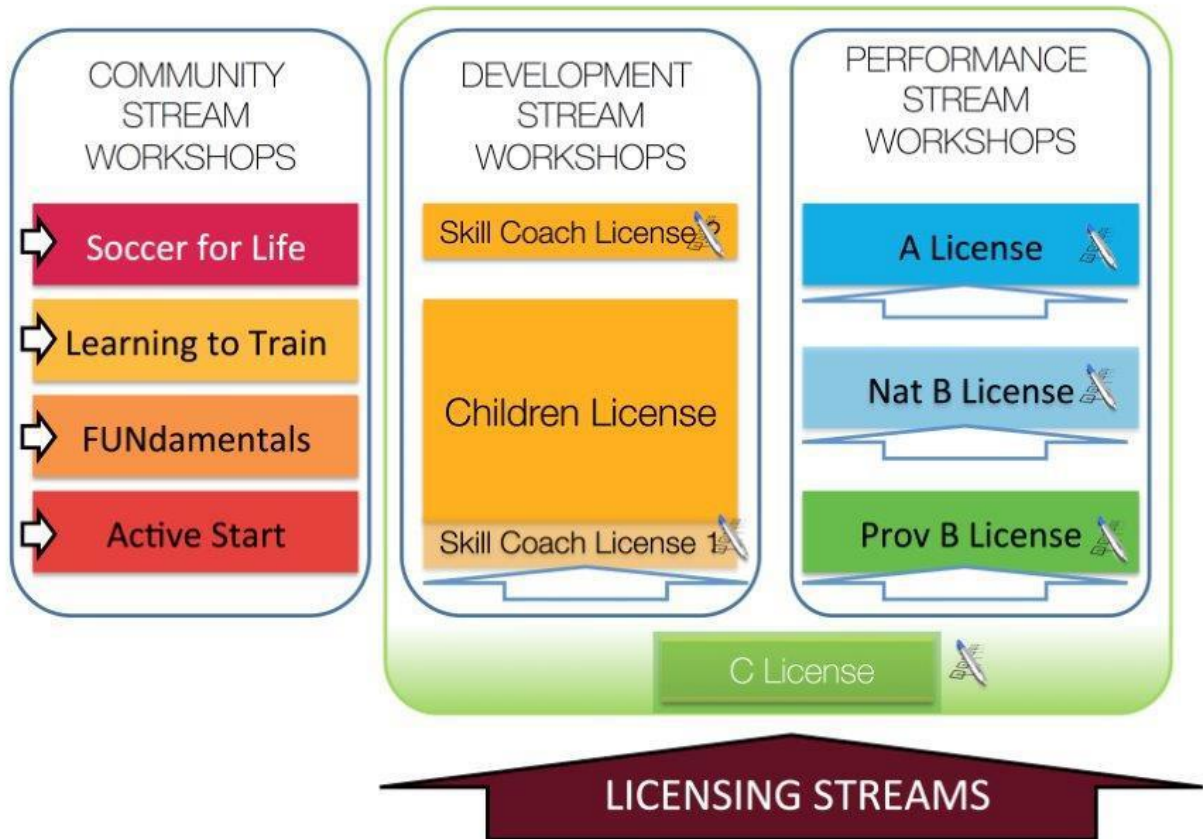 COMMUNITY
STREAM
WORKSHOPS
Soccer for Life
Learning to Train
FUNdamentals
Active Start
DEVELOPMENT
STREAM
WORKSHOPS
Skill Coach License 2
Children License
Skill Coach License 1
PERFORMANCE
STREAM
WORKSHOPS
A License
Nat B License
Prov B License
C License
LICENSING STREAMS